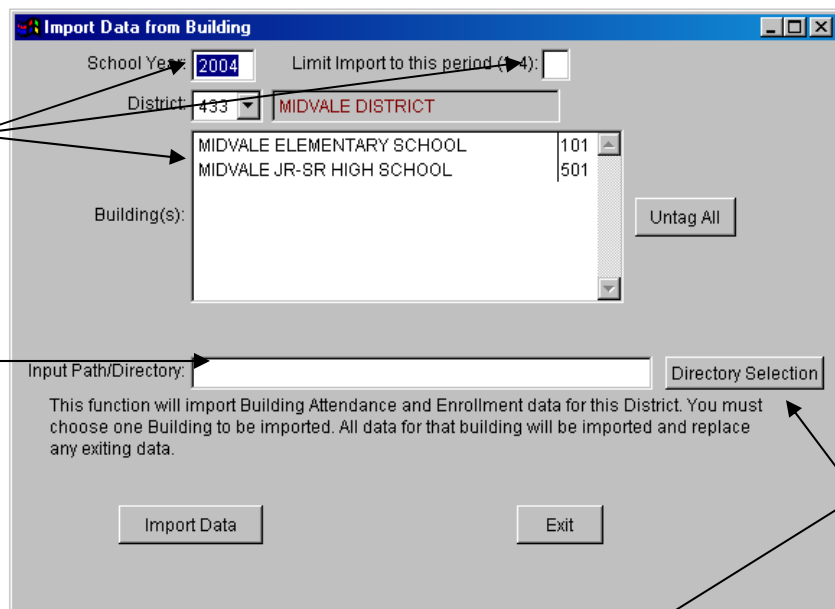 Import Data from Building
School Year: 2004 Limit Import to this period (1-4):
District: 433 MIDVALE DISTRICT
MIDVALE ELEMENTARY SCHOOL 101
MIDVALE JR-SR HIGH SCHOOL 501
Building(s):
Untag All
Input Path/Directory: Directory Selection
This function will import Building Attendance and Enrollment data for this District. You must
choose one Building to be imported. All data for that building will be imported and replace
any exiting data.
Import Data Exit